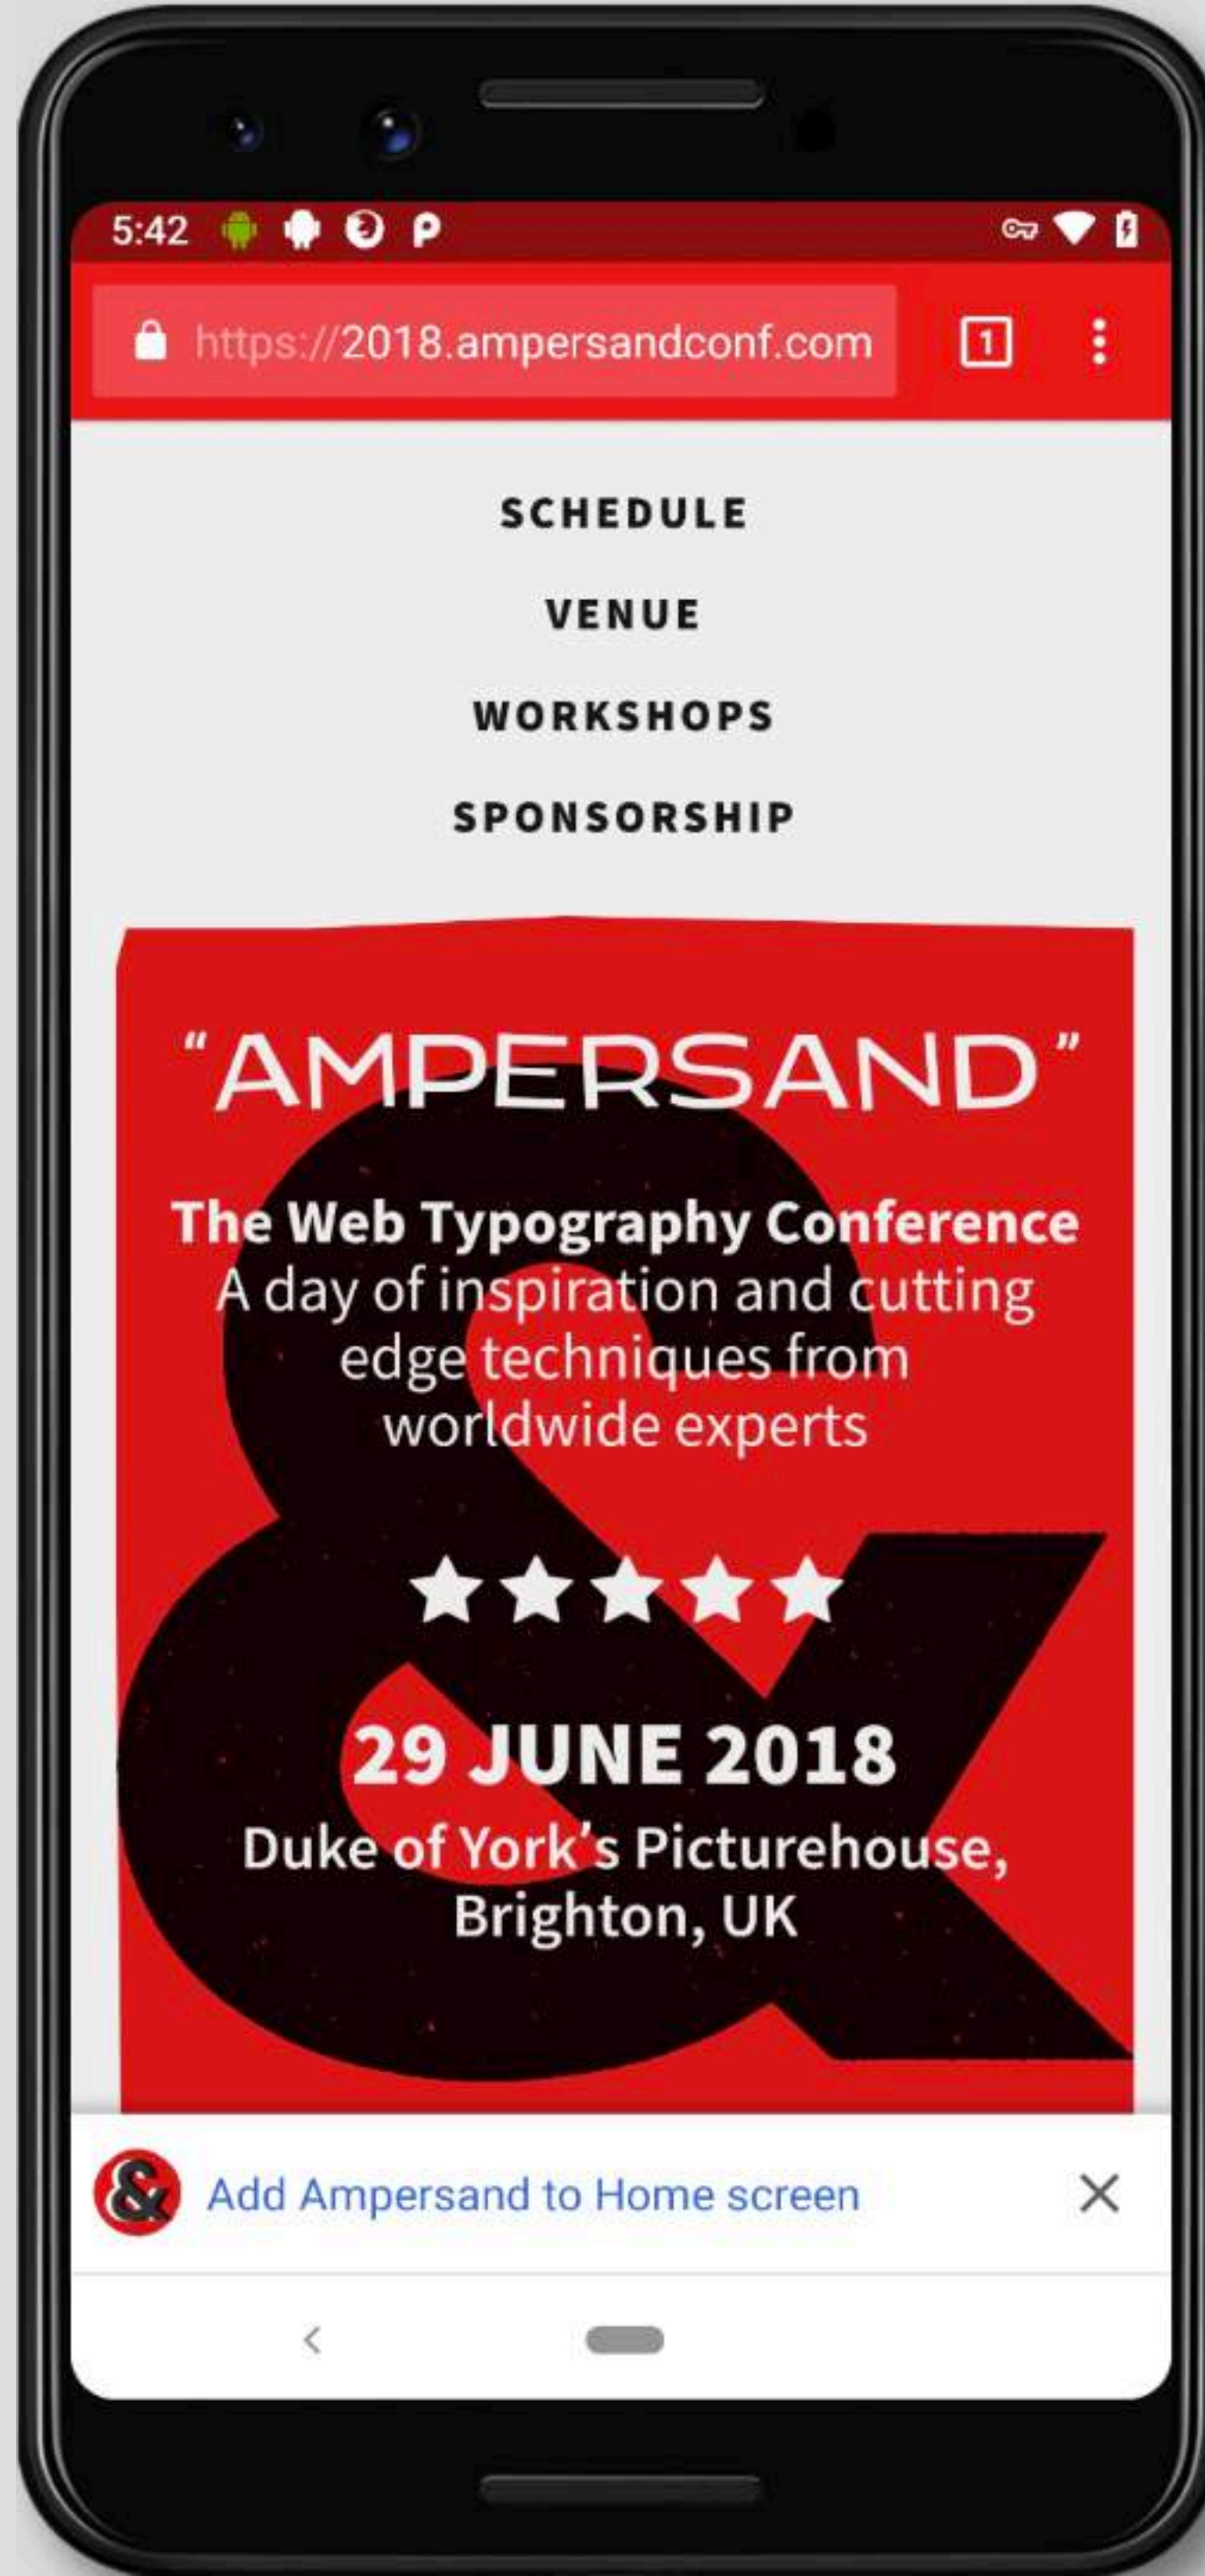 5:42
https://2018.ampersandconf.com 1
SCHEDULE
VENUE
WORKSHOPS
SPONSORSHIP
“AMPERSAND”
The Web Typography Conference
A day of inspiration and cutting
edge techniques from
worldwide experts
29 JUNE 2018
Duke of York’s Picturehouse,
Brighton, UK
& Add Ampersand to Home screen